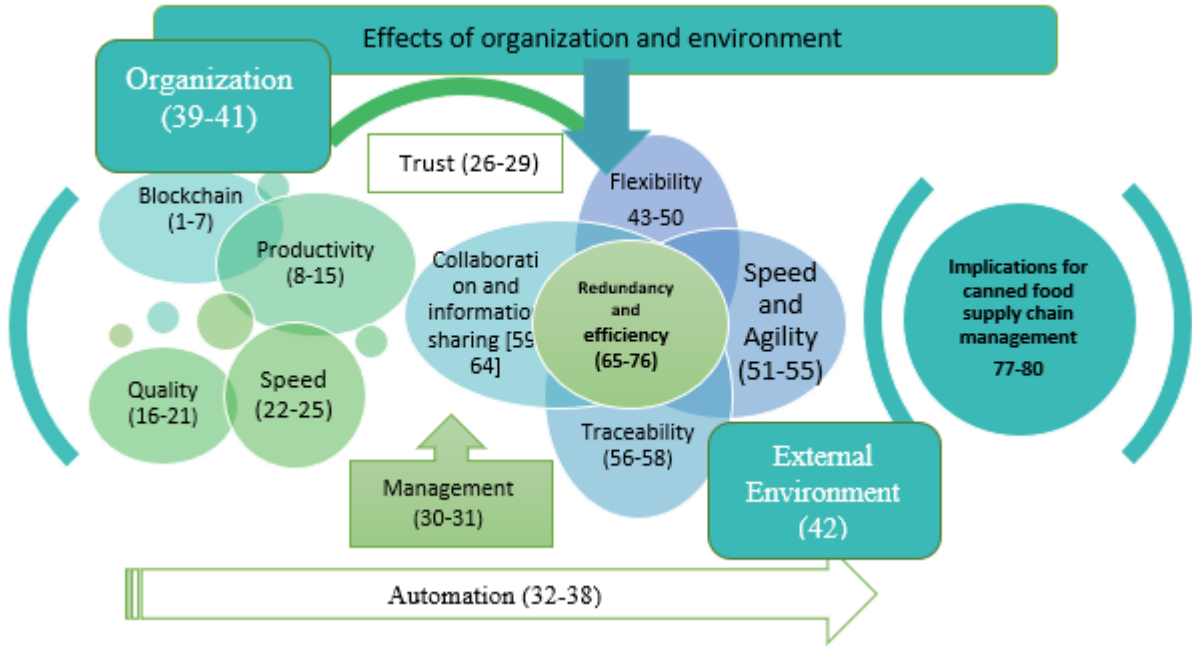 Effects of organization and environment
Organization
(39-41)
Trust (26-29)
Blockchain
(1-7)
Productivity
(8-15)
Quality
(16-21)
Speed
(22-25)
Flexibility
43-50
Collaborati
on and
information
sharing [59
64]
Redundancy
and
efficiency
(65-76)
Speed
and
Agility
(51-55)
Traceability
(56-58)
Management
(30-31)
External
Environment
(42)
Implications for
canned food
supply chain
management
77-80
Automation (32-38)